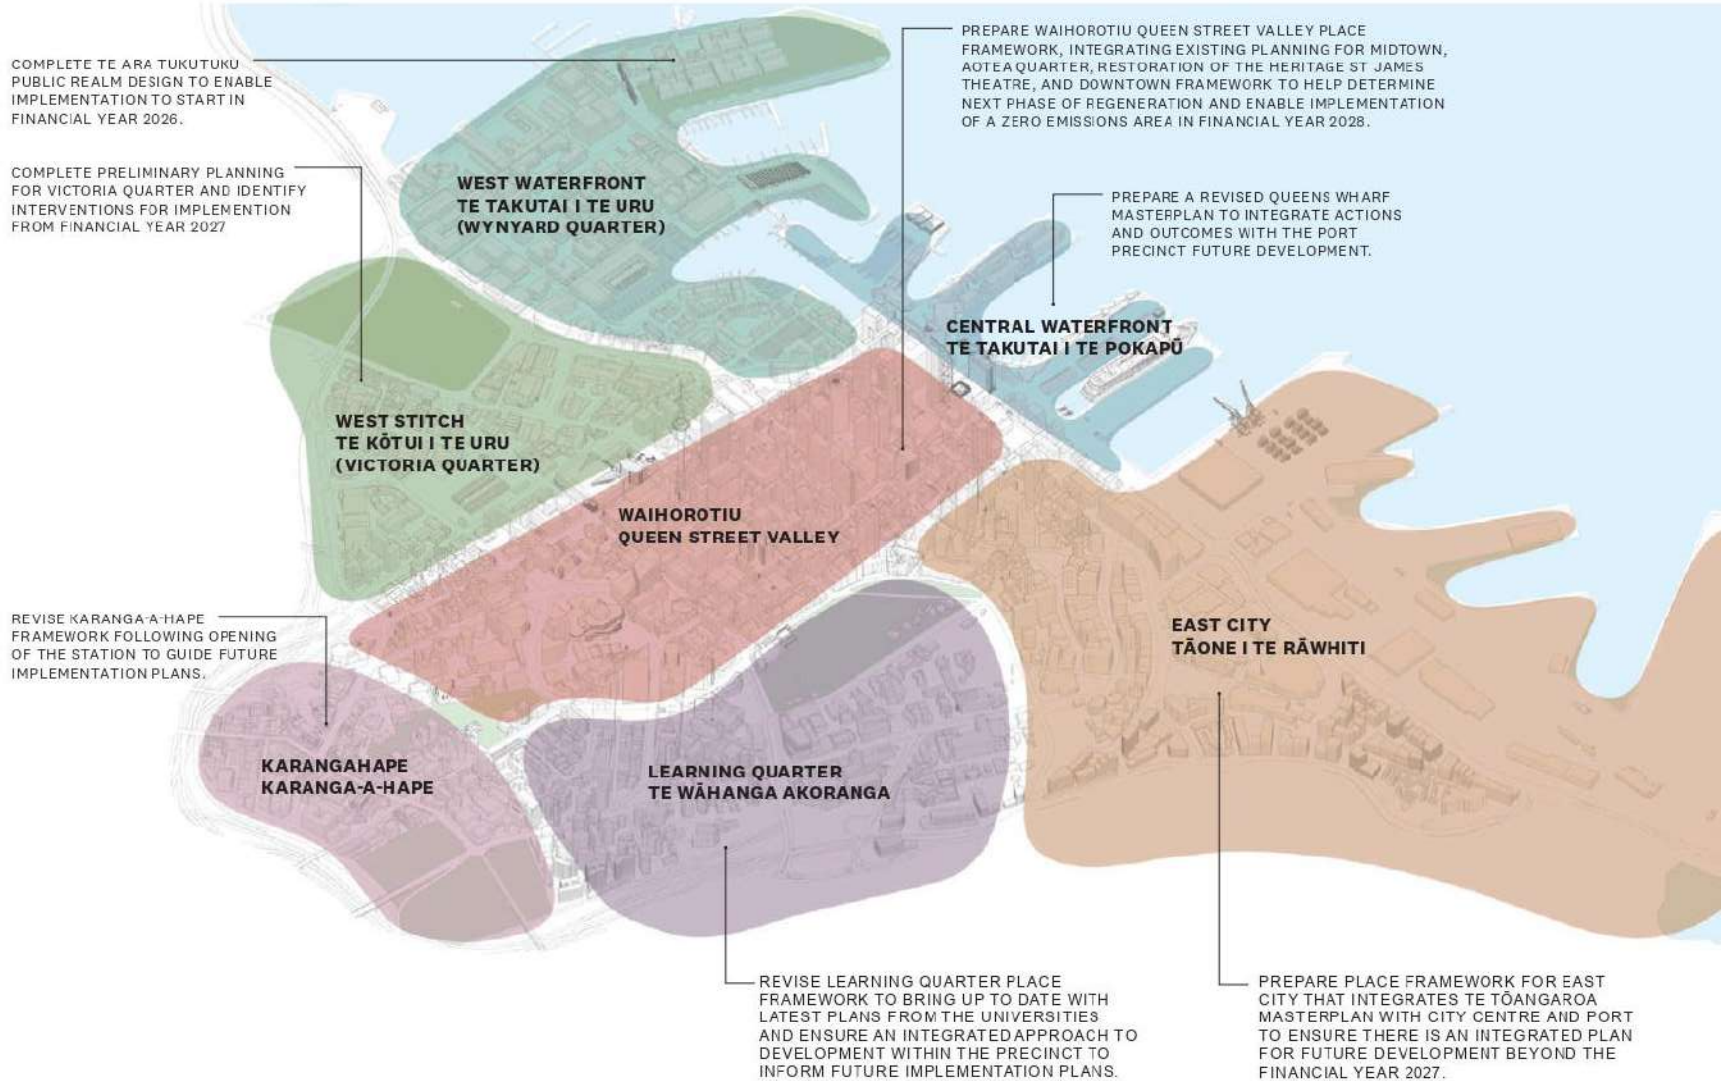 COMPLETE TE ARA TUKUTUKU
PUBLIC REALM DESIGN TO ENABLE
IMPLEMENTATION TO START IN
FINANCIAL YEAR 2026.
PREPARE WAIHOROTIU QUEEN STREET VALLEY PLACE
FRAMEWORK, INTEGRATING EXISTING PLANNING FOR MIDTOWN,
AOTEA QUARTER, RESTORATION OF THE HERITAGE ST JAMES
THEATRE, AND DOWNTOWN FRAMEWORK TO HELP DETERMINE
NEXT PHASE OF REGENERATION AND ENABLE IMPLEMENTATION
OF A ZERO EMISSIONS AREA IN FINANCIAL YEAR 2028.
COMPLETE PRELIMINARY PLANNING
FOR VICTORIA QUARTER AND IDENTIFY
INTERVENTIONS FOR IMPLEMENTION
FROM FINANCIAL YEAR 2027
WEST WATERFRONT
TE TAKUTAI I TE URU
(WYNYARD QUARTER)
PREPARE A REVISED QUEENS WHARF
MASTERPLAN TO INTEGRATE ACTIONS
AND OUTCOMES WITH THE PORT
PRECINCT FUTURE DEVELOPMENT.
CENTRAL WATERFRONT
TE TAKUTAI I TE POKAPŪ
WEST STITCH
TE KŌTUI I TE URU
(VICTORIA QUARTER)
WAIHOROTIU
QUEEN STREET VALLEY
REVISE KARANGA-A-HAPE
FRAMEWORK FOLLOWING OPENING
OF THE STATION TO GUIDE FUTURE
IMPLEMENTATION PLANS.
EAST CITY
TĀONE I TE RĀWHITI
KARANGAHAPE
KARANGA-A-HAPE
LEARNING QUARTER
TE WĀHANGA AKORANGA
REVISE LEARNING QUARTER PLACE
FRAMEWORK TO BRING UP TO DATE WITH
LATEST PLANS FROM THE UNIVERSITIES
AND ENSURE AN INTEGRATED APPROACH TO
DEVELOPMENT WITHIN THE PRECINCT TO
INFORM FUTURE IMPLEMENTATION PLANS.
PREPARE PLACE FRAMEWORK FOR EAST
CITY THAT INTEGRATES TE TŌANGAROA
MASTERPLAN WITH CITY CENTRE AND PORT
TO ENSURE THERE IS AN INTEGRATED PLAN
FOR FUTURE DEVELOPMENT BEYOND THE
FINANCIAL YEAR 2027.